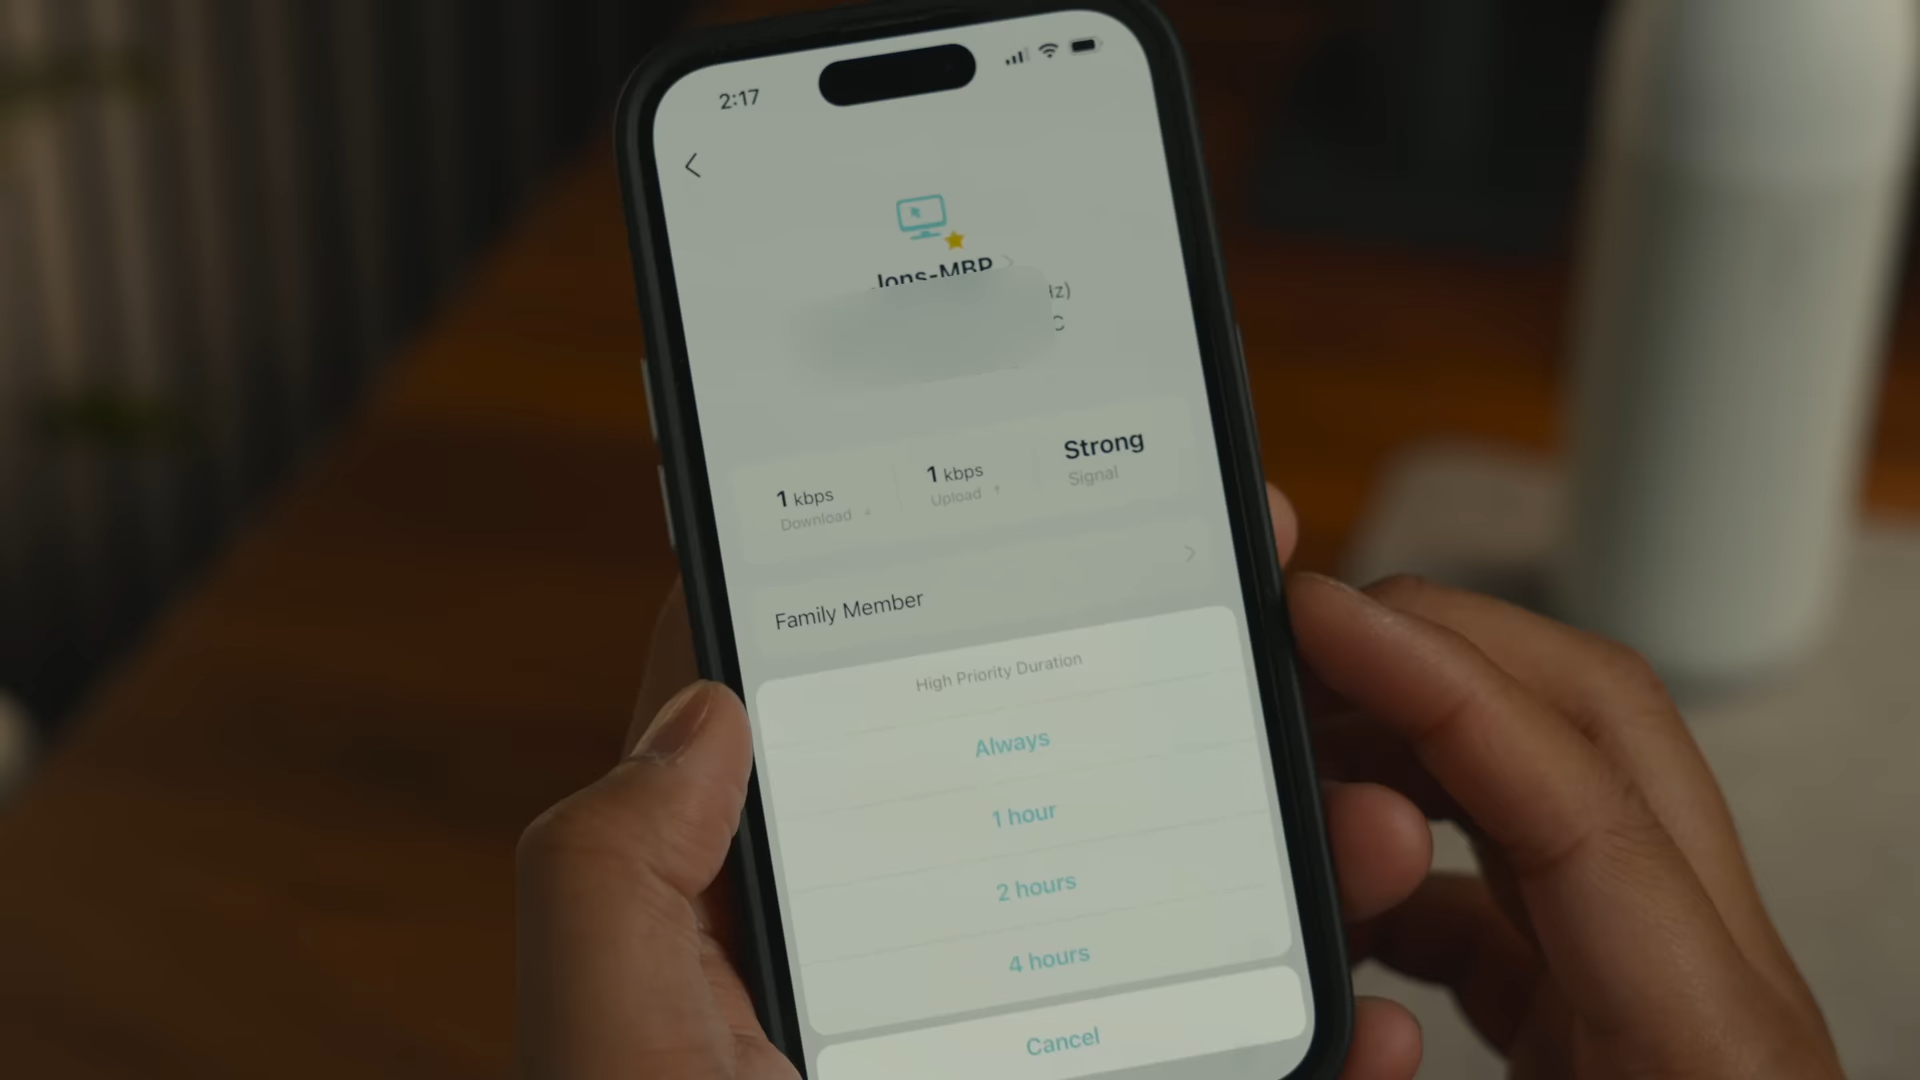 2:17
Jons-MBP
Hz)
1 kbps
Download
1 kbps
Upload
Strong
Signal
Family Member
High Priority Duration
Always
1 hour
2 hours
4 hours
Cancel